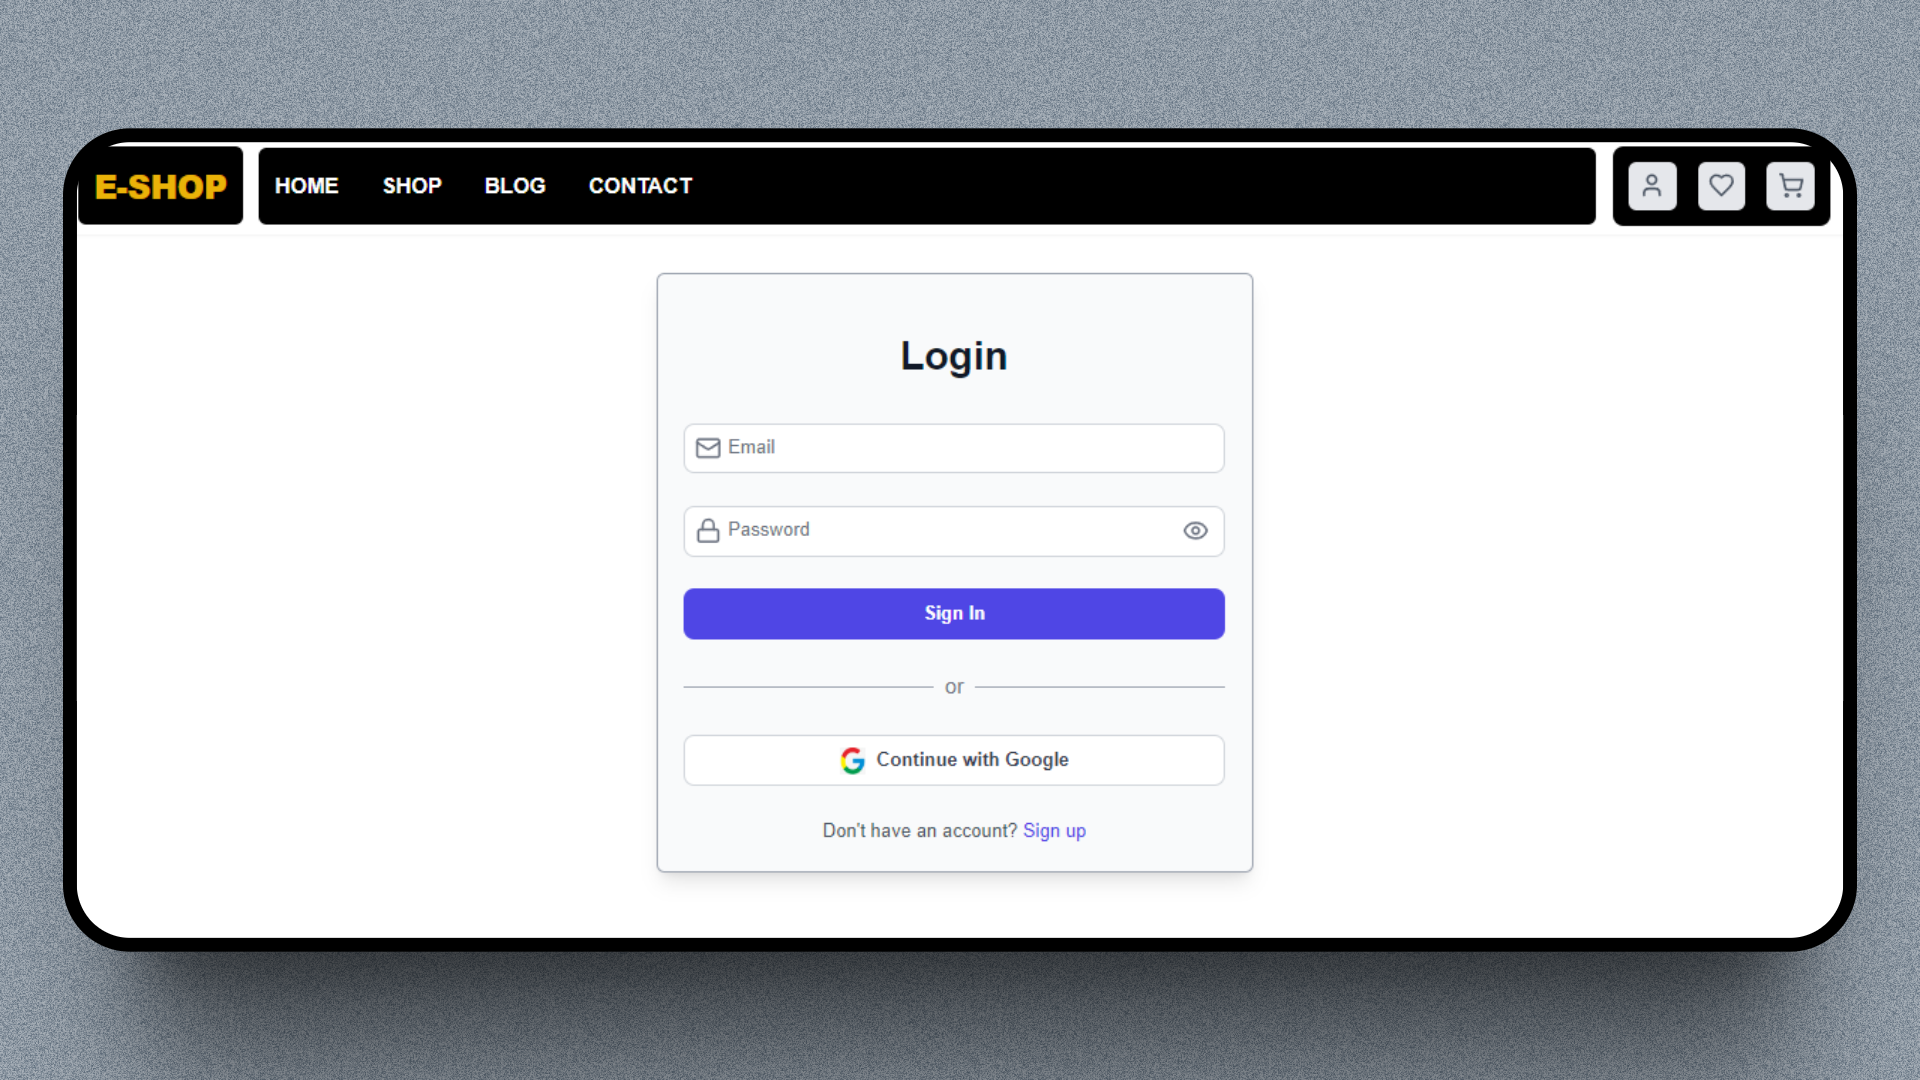 E-SHOP HOME SHOP BLOG CONTACT
Login
Email
Password
Sign In
or
Continue with Google
Don't have an account? Sign up